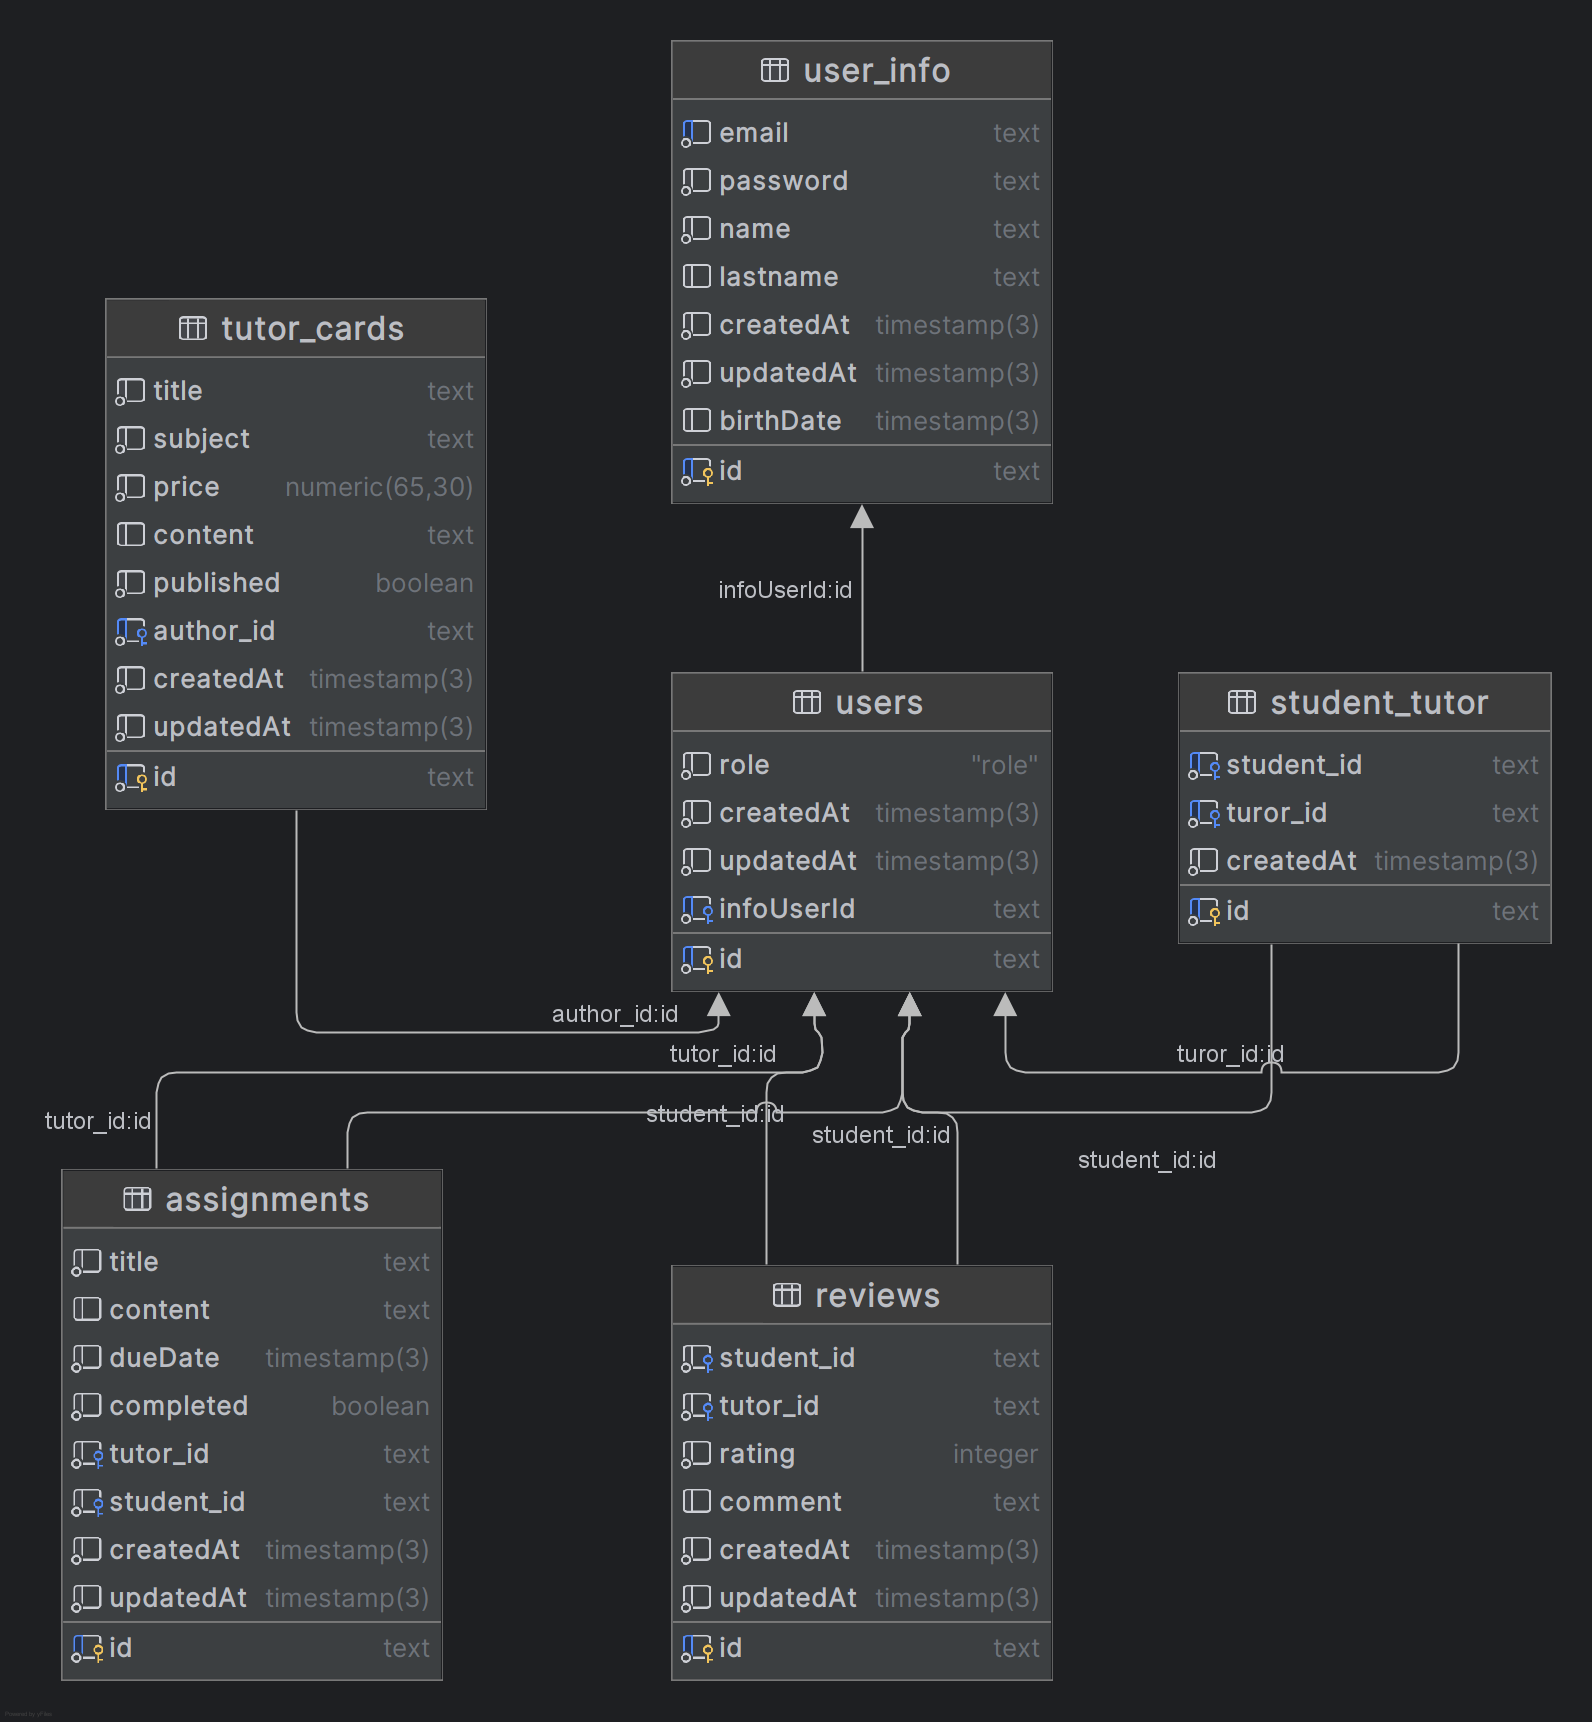 user_info
email text
password text
name text
lastname text
createdAt timestamp(3)
updatedAt timestamp(3)
birthDate timestamp(3)
id text
tutor_cards
title text
subject text
price numeric(65,30)
content text
published boolean
author_id text
createdAt timestamp(3)
updatedAt timestamp(3)
id text
infoUserId:id
users
role "role"
createdAt timestamp(3)
updatedAt timestamp(3)
infoUserId text
id text
student_tutor
student_id text
turor_id text
createdAt timestamp(3)
id text
author_id:id
tutor_id:id
turor_id:id
tutor_id:id
student_id:id
student_id:id
student_id:id
assignments
title text
content text
dueDate timestamp(3)
completed boolean
tutor_id text
student_id text
createdAt timestamp(3)
updatedAt timestamp(3)
id text
reviews
student_id text
tutor_id text
rating integer
comment text
createdAt timestamp(3)
updatedAt timestamp(3)
id text
Powered by yFiles